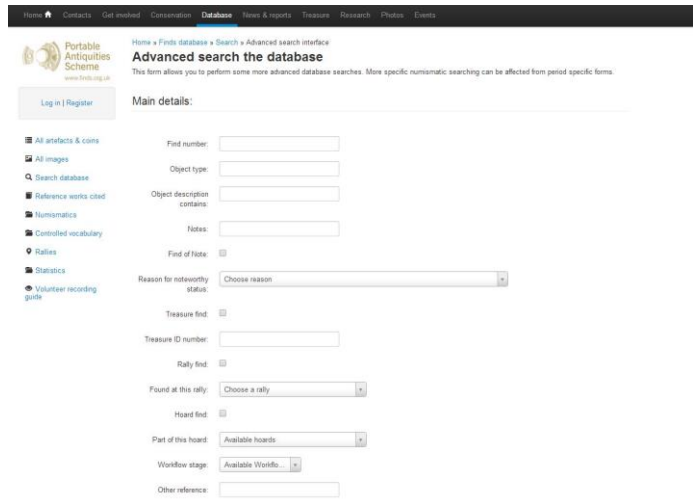 Home Contacts Get involved Conservation Database News & reports Treasure Research Photos Events
Portable
Antiquities
Scheme
www.finds.org.uk
Log in | Register
All artefacts & coins
All images
Search database
Reference works cited
Numismatics
Controlled vocabulary
Rallies
Statistics
Volunteer recording
guide
Home » Finds database » Search » Advanced search interface
Advanced search the database
This form allows you to perform some more advanced database searches. More specific numismatic searching can be affected from period specific forms.
Main details:
Find number:
Object type:
Object description
contains:
Notes:
Find of Note:
Reason for noteworthy
status:
Choose reason
Treasure find:
Treasure ID number:
Rally find:
Found at this rally:
Choose a rally
Hoard find:
Part of this hoard:
Available hoards
Workflow stage:
Available Workflo...
Other reference: